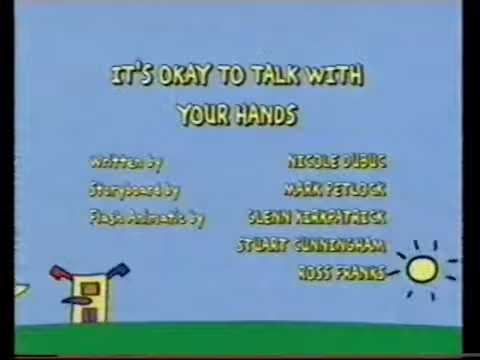 IT'S OKAY TO TALK WITH
YOUR HANDS
Written by NICOLE DUBUC
Storyboard by MARK PETLOCK
Flash Animatic by GLENN KIRKPATRICK
STUART CUNNINGHAM
ROSS FRANKS